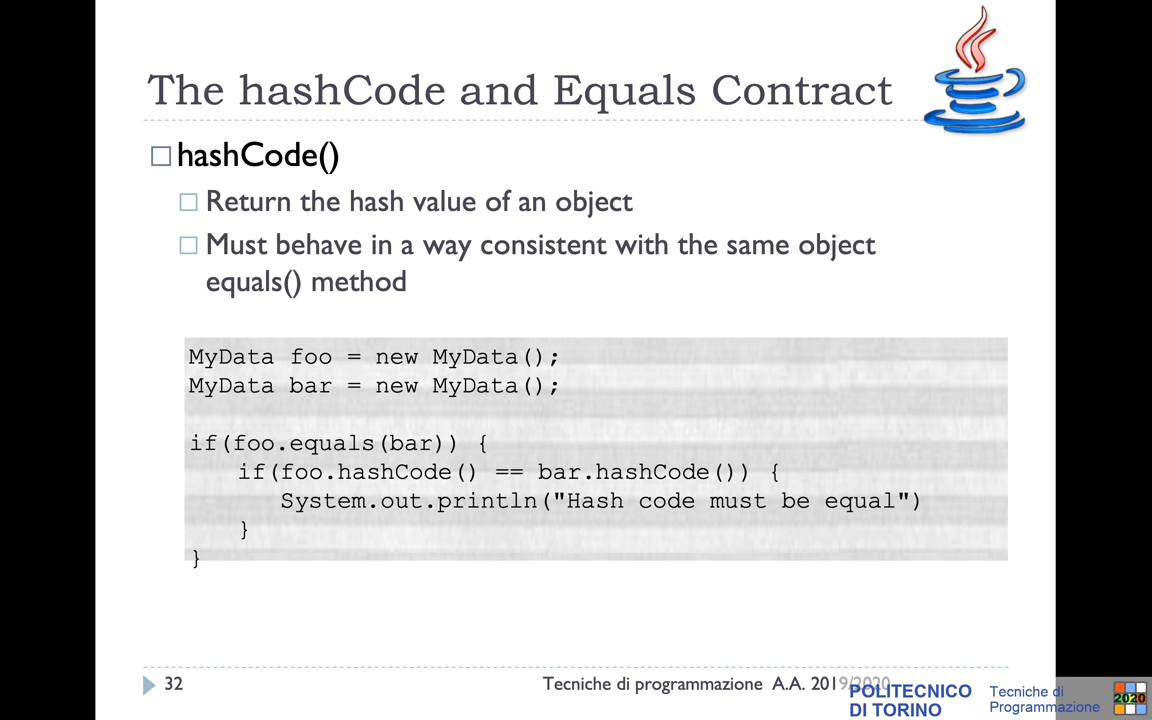 The hashCode and Equals Contract
hashCode()
Return the hash value of an object
Must behave in a way consistent with the same object
equals() method
MyData foo = new MyData();
MyData bar = new MyData();
if(foo.equals(bar)) {
if(foo.hashCode() == bar.hashCode()) {
System.out.println("Hash code must be equal")
}
}
32
Tecniche di programmazione A.A. 2019/2020
POLITECNICO
DI TORINO
Tecniche di
Programmazione
2020